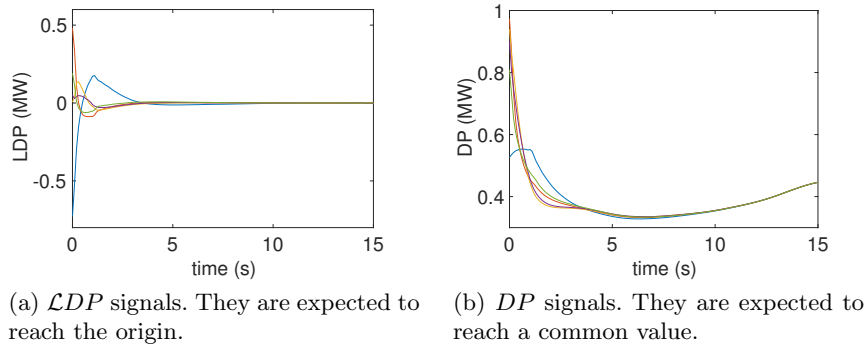 0.5
0
-0.5
LDP (MW)
0
5
10
15
time (s)
1
0.8
0.6
0.4
DP (MW)
0
5
10
15
time (s)
(a) ℒDP signals. They are expected to
reach the origin.
(b) DP signals. They are expected to
reach a common value.